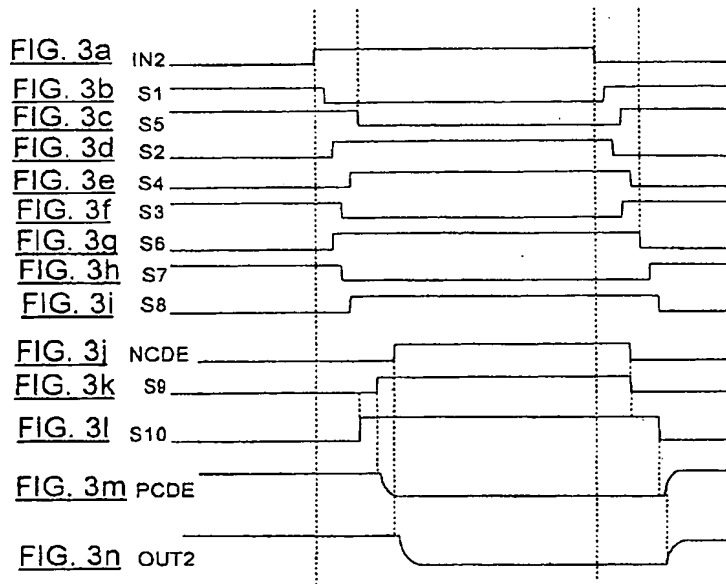 FIG. 3a IN2
FIG. 3b S1
FIG. 3c S5
FIG. 3d S2
FIG. 3e S4
FIG. 3f S3
FIG. 3g S6
FIG. 3h S7
FIG. 3i S8
FIG. 3j NCDE
FIG. 3k S9
FIG. 3l S10
FIG. 3m PCDE
FIG. 3n OUT2